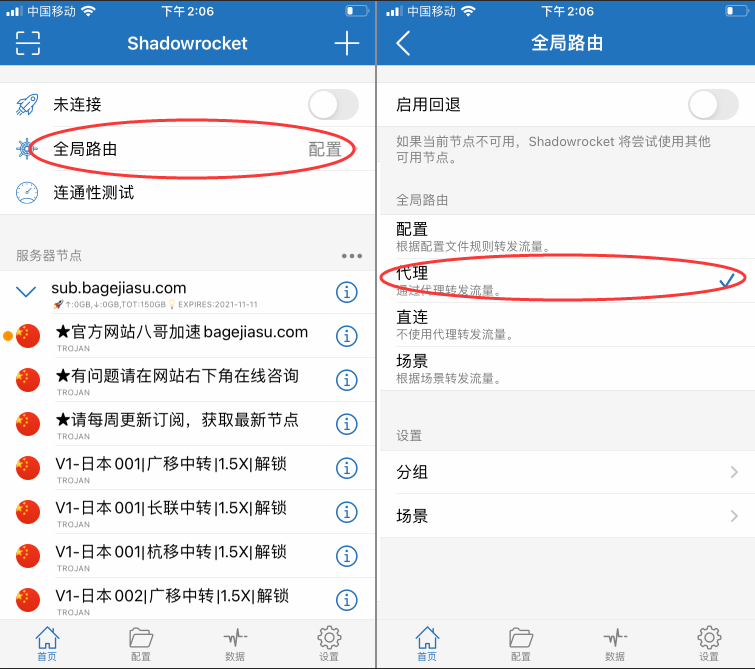 中国移动
下午2:06
Shadowrocket
未连接
全局路由
配置
连通性测试
服务器节点
sub.bagejiasu.com
🚀↑:0GB,↓:0GB,TOT:150GB💡EXPIRES:2021-11-11
★官方网站八哥加速bagejiasu.com
TROJAN
★有问题请在网站右下角在线咨询
TROJAN
★请每周更新订阅，获取最新节点
TROJAN
V1-日本001|广移中转|1.5X|解锁
TROJAN
V1-日本001|长联中转|1.5X|解锁
TROJAN
V1-日本001|杭移中转|1.5X|解锁
TROJAN
V1-日本002|广移中转|1.5X|解锁
TROJAN
首页
配置
数据
设置
中国移动
下午2:06
全局路由
启用回退
如果当前节点不可用，Shadowrocket 将尝试使用其他
可用节点。
全局路由
配置
根据配置文件规则转发流量。
代理
通过代理转发流量。
直连
不使用代理转发流量。
场景
根据场景转发流量。
设置
分组
场景
首页
配置
数据
设置